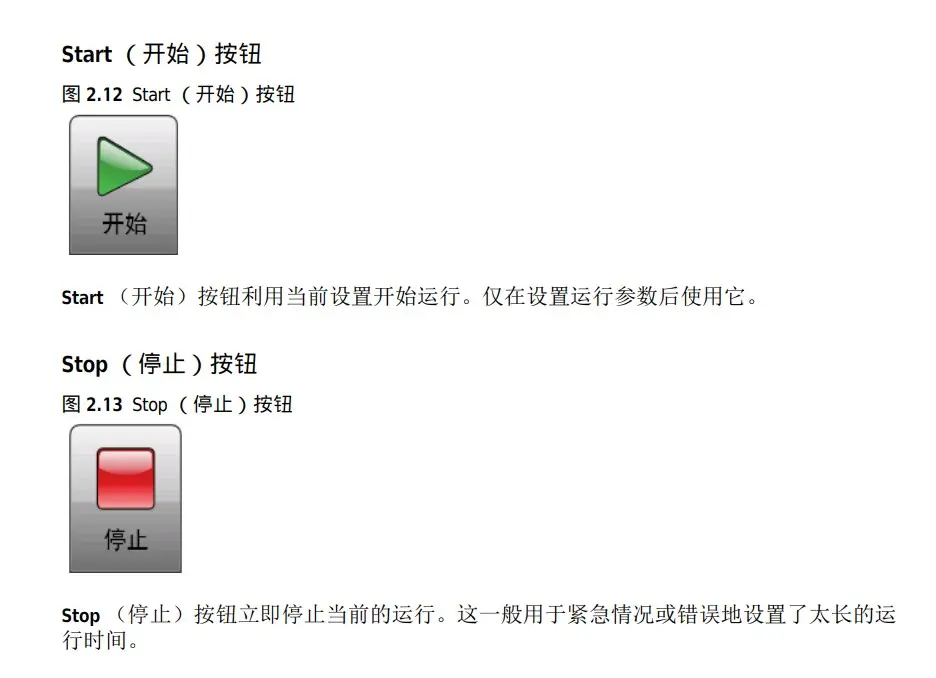 Start（开始）按钮
图 2.12 Start（开始）按钮
开始
Start（开始）按钮利用当前设置开始运行。仅在设置运行参数后使用它。
Stop（停止）按钮
图 2.13 Stop（停止）按钮
停止
Stop（停止）按钮立即停止当前的运行。这一般用于紧急情况或错误地设置了太长的运
行时间。